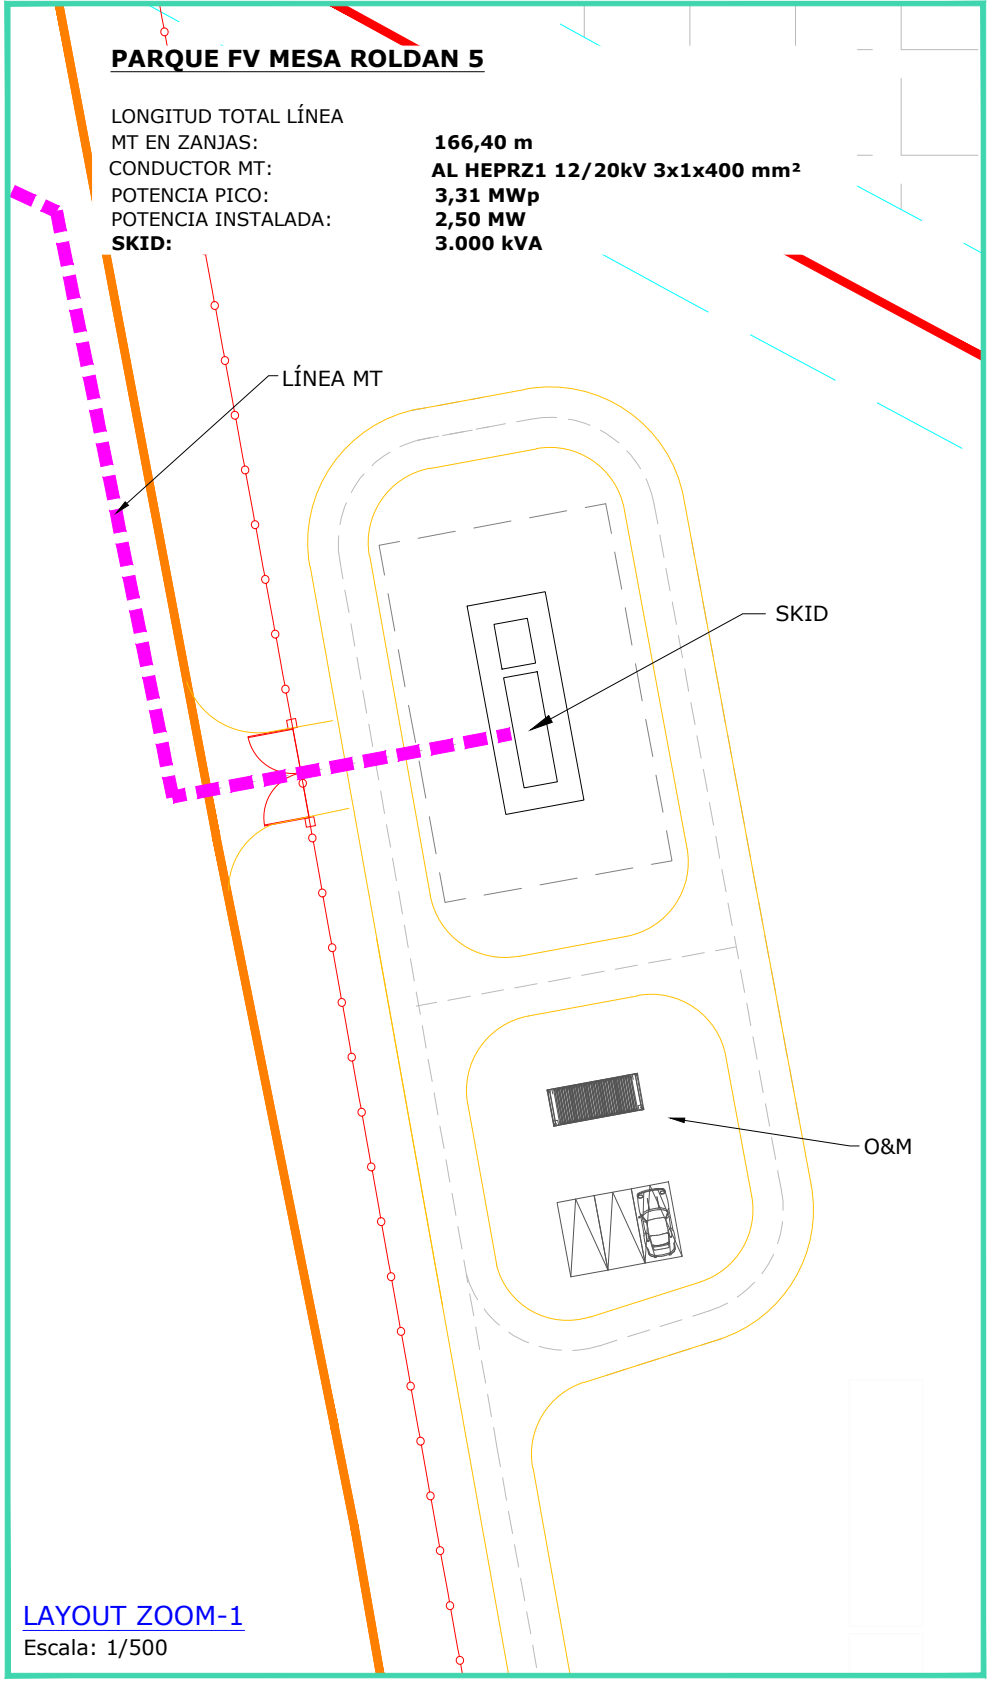 PARQUE FV MESA ROLDAN 5
LONGITUD TOTAL LÍNEA
MT EN ZANJAS: 166,40 m
CONDUCTOR MT: AL HEPRZ1 12/20kV 3x1x400 mm²
POTENCIA PICO: 3,31 MWp
POTENCIA INSTALADA: 2,50 MW
SKID: 3.000 kVA
LÍNEA MT
SKID
O&M
LAYOUT ZOOM-1
Escala: 1/500